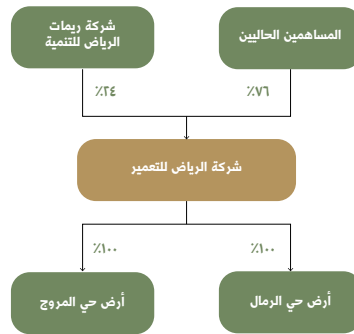 المساهمين الحاليين
شركة ريمات
الرياض للتنمية
٪٧٦
٪٢٤
شركة الرياض للتعمير
٪١٠٠
٪١٠٠
أرض حي الرمال
أرض حي المروج